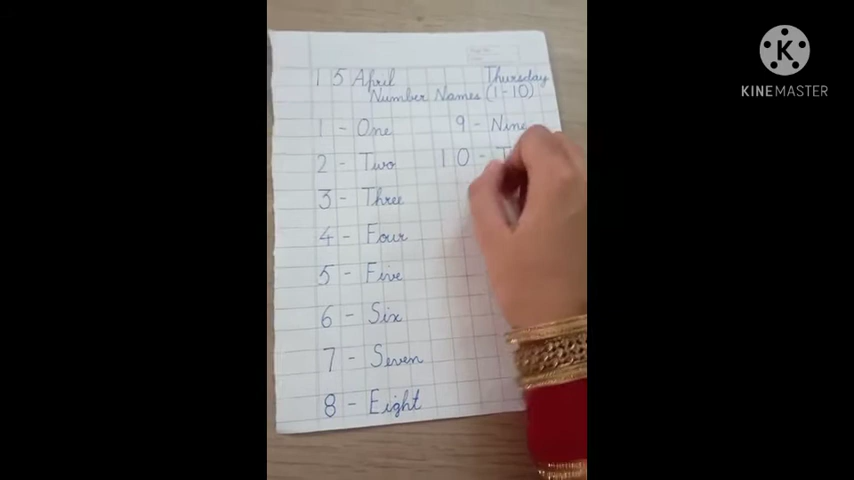 15 April Thursday
Number Names (1-10)
1 - One
2 - Two
3 - Three
4 - Four
5 - Five
6 - Six
7 - Seven
8 - Eight
9 - Nine
10 - T
K
KINEMASTER